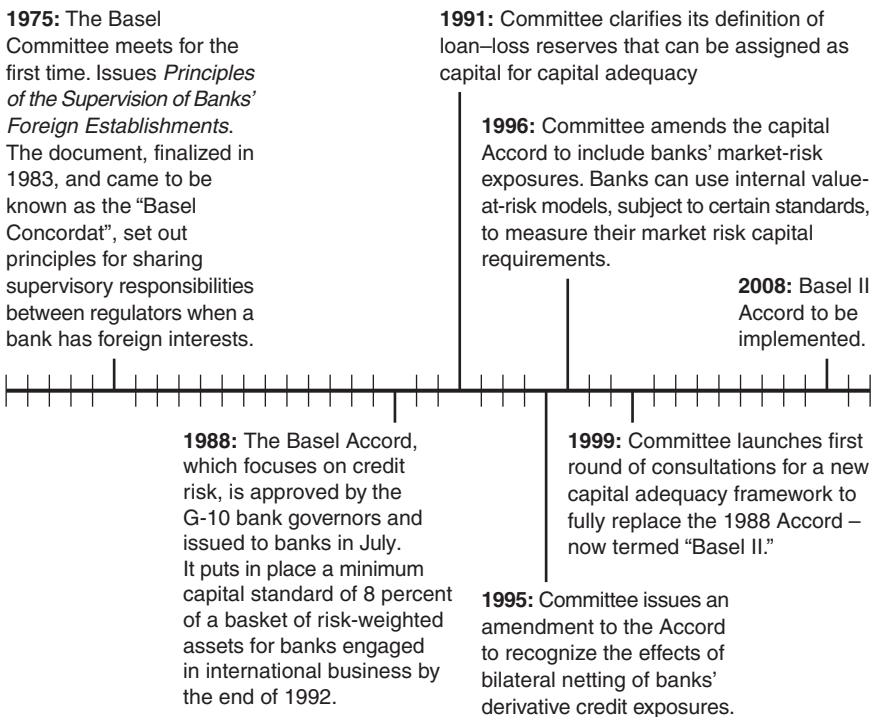 1975: The Basel
Committee meets for the
first time. Issues Principles
of the Supervision of Banks’
Foreign Establishments.
The document, finalized in
1983, and came to be
known as the “Basel
Concordat”, set out
principles for sharing
supervisory responsibilities
between regulators when a
bank has foreign interests.
1991: Committee clarifies its definition of
loan–loss reserves that can be assigned as
capital for capital adequacy
1996: Committee amends the capital
Accord to include banks’ market-risk
exposures. Banks can use internal value-
at-risk models, subject to certain standards,
to measure their market risk capital
requirements.
2008: Basel II
Accord to be
implemented.
1988: The Basel Accord,
which focuses on credit
risk, is approved by the
G-10 bank governors and
issued to banks in July.
It puts in place a minimum
capital standard of 8 percent
of a basket of risk-weighted
assets for banks engaged
in international business by
the end of 1992.
1999: Committee launches first
round of consultations for a new
capital adequacy framework to
fully replace the 1988 Accord –
now termed “Basel II.”
1995: Committee issues an
amendment to the Accord
to recognize the effects of
bilateral netting of banks’
derivative credit exposures.